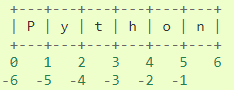 +---+---+---+---+---+---+
| P | y | t | h | o | n |
+---+---+---+---+---+---+
0   1   2   3   4   5   6
-6  -5  -4  -3  -2  -1